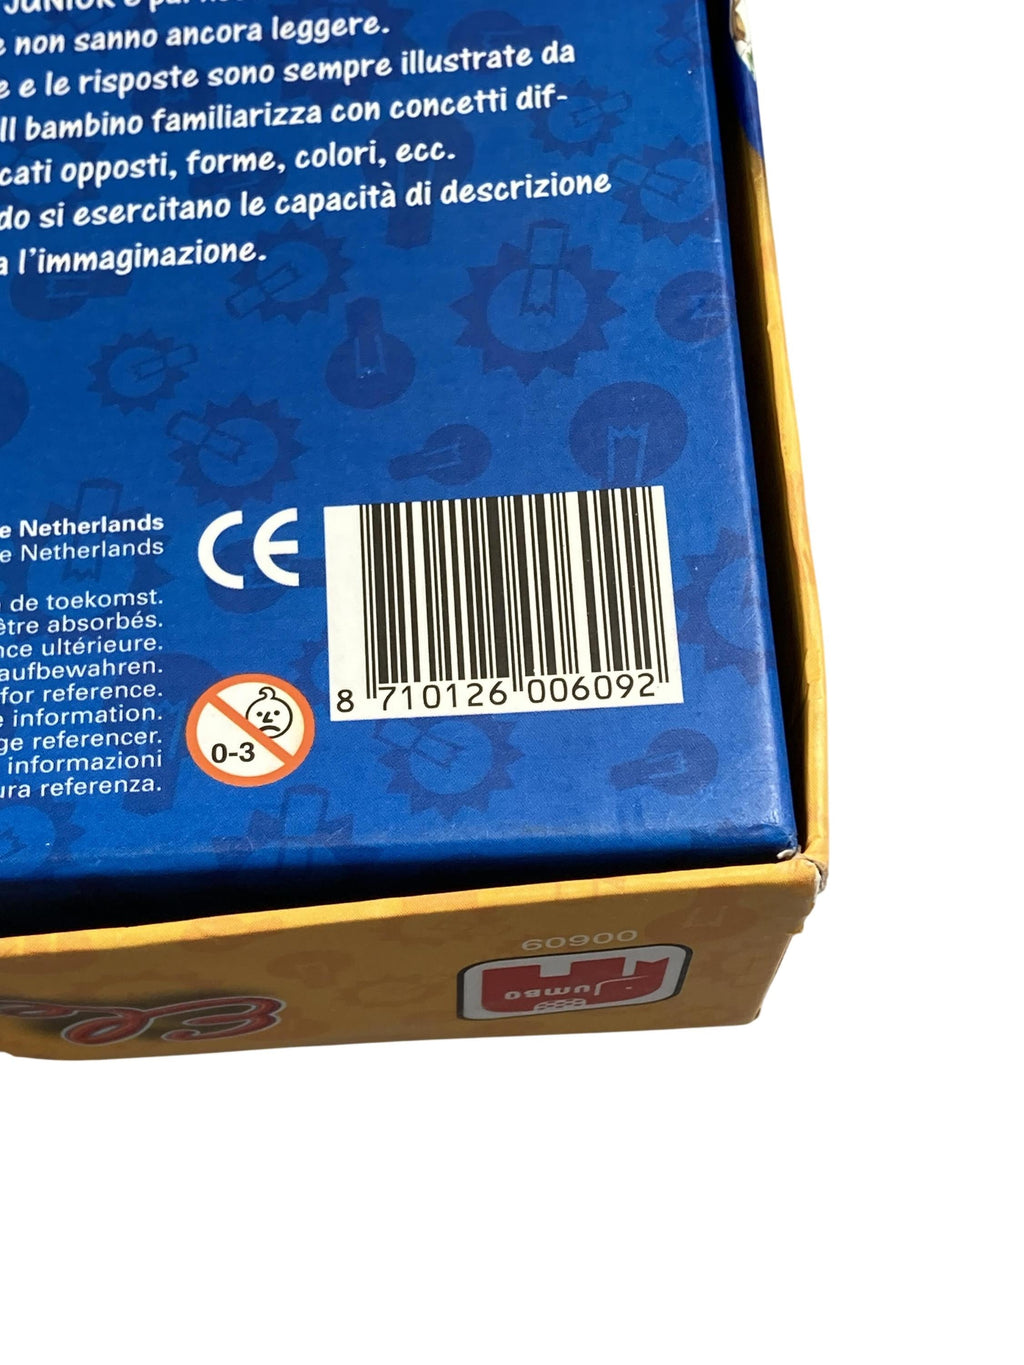 JUNIOR è
e non sanno ancora leggere.
e e le risposte sono sempre illustrate da
Il bambino familiarizza con concetti dif-
cati opposti, forme, colori, ecc.
do si esercitano le capacità di descrizione
a l'immaginazione.
e Netherlands
e Netherlands
CE
de toekomst.
être absorbés.
nce ultérieure.
aufbewahren.
for reference.
e information.
ge referencer.
informazioni
ura referenza.
0-3
8 710126 006092
60900
Jumbo